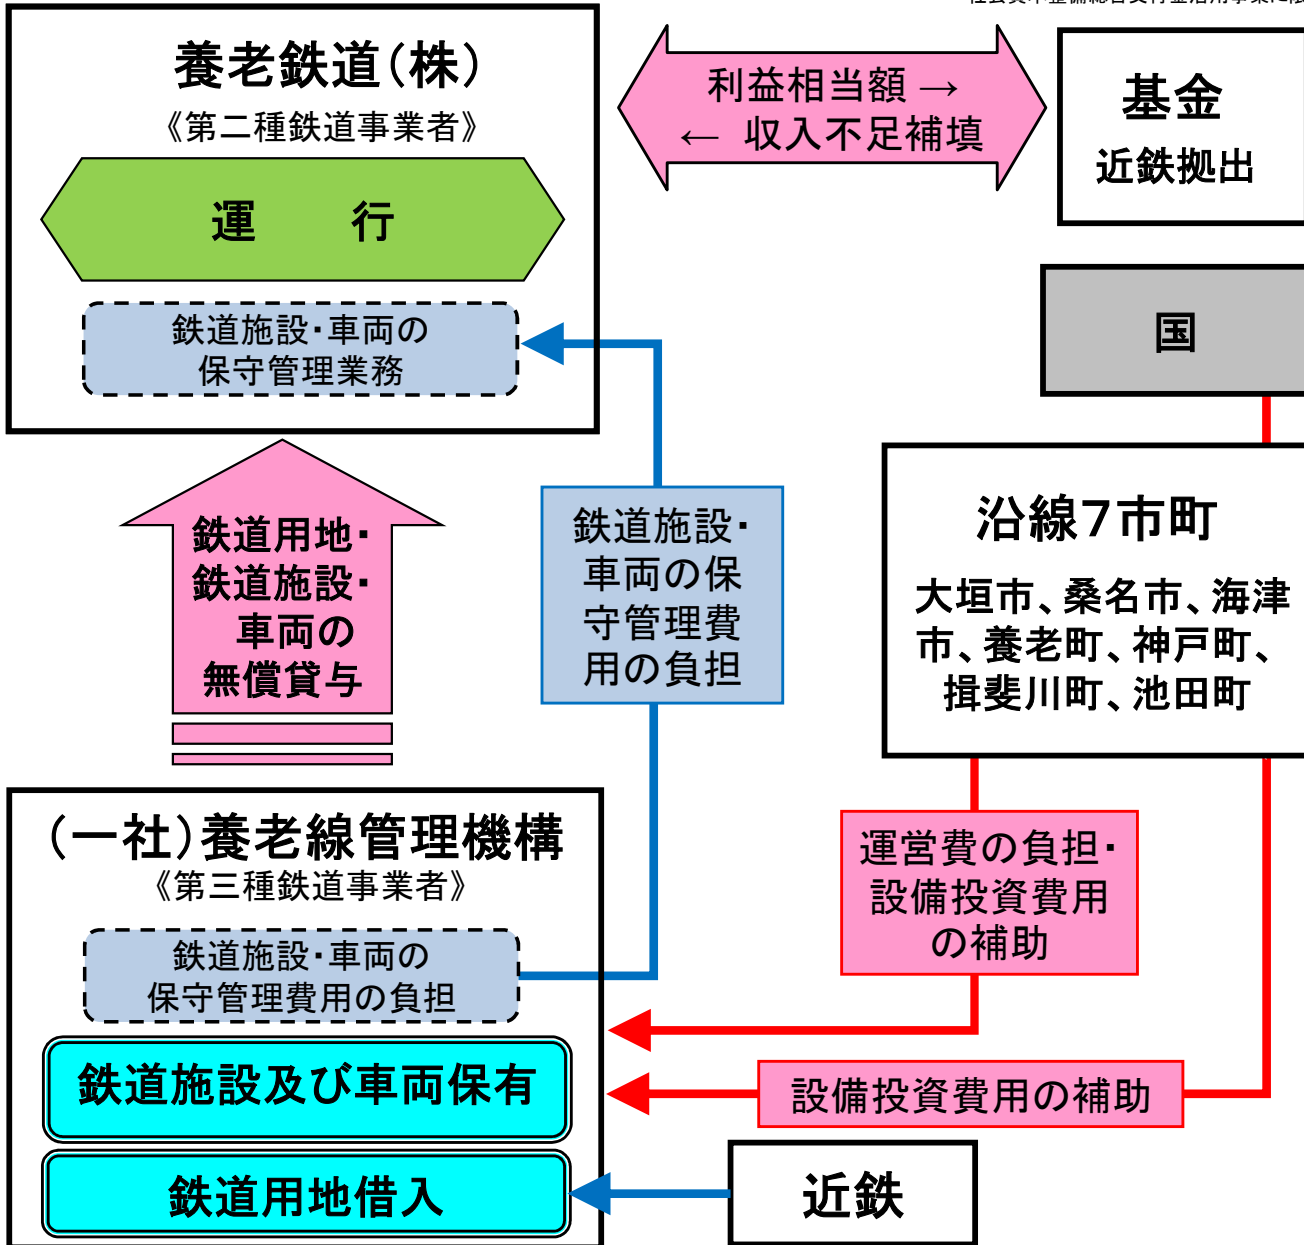 養老鉄道(株)
《第二種鉄道事業者》
運　行
鉄道施設・車両の
保守管理業務
利益相当額 →
← 収入不足補填
基金
近鉄拠出
国
鉄道用地・
鉄道施設・
車両の
無償貸与
鉄道施設・
車両の保
守管理費
用の負担
沿線7市町
大垣市、桑名市、海津
市、養老町、神戸町、
揖斐川町、池田町
(一社)養老線管理機構
《第三種鉄道事業者》
鉄道施設・車両の
保守管理費用の負担
鉄道施設及び車両保有
鉄道用地借入
運営費の負担・
設備投資費用
の補助
設備投資費用の補助
近鉄